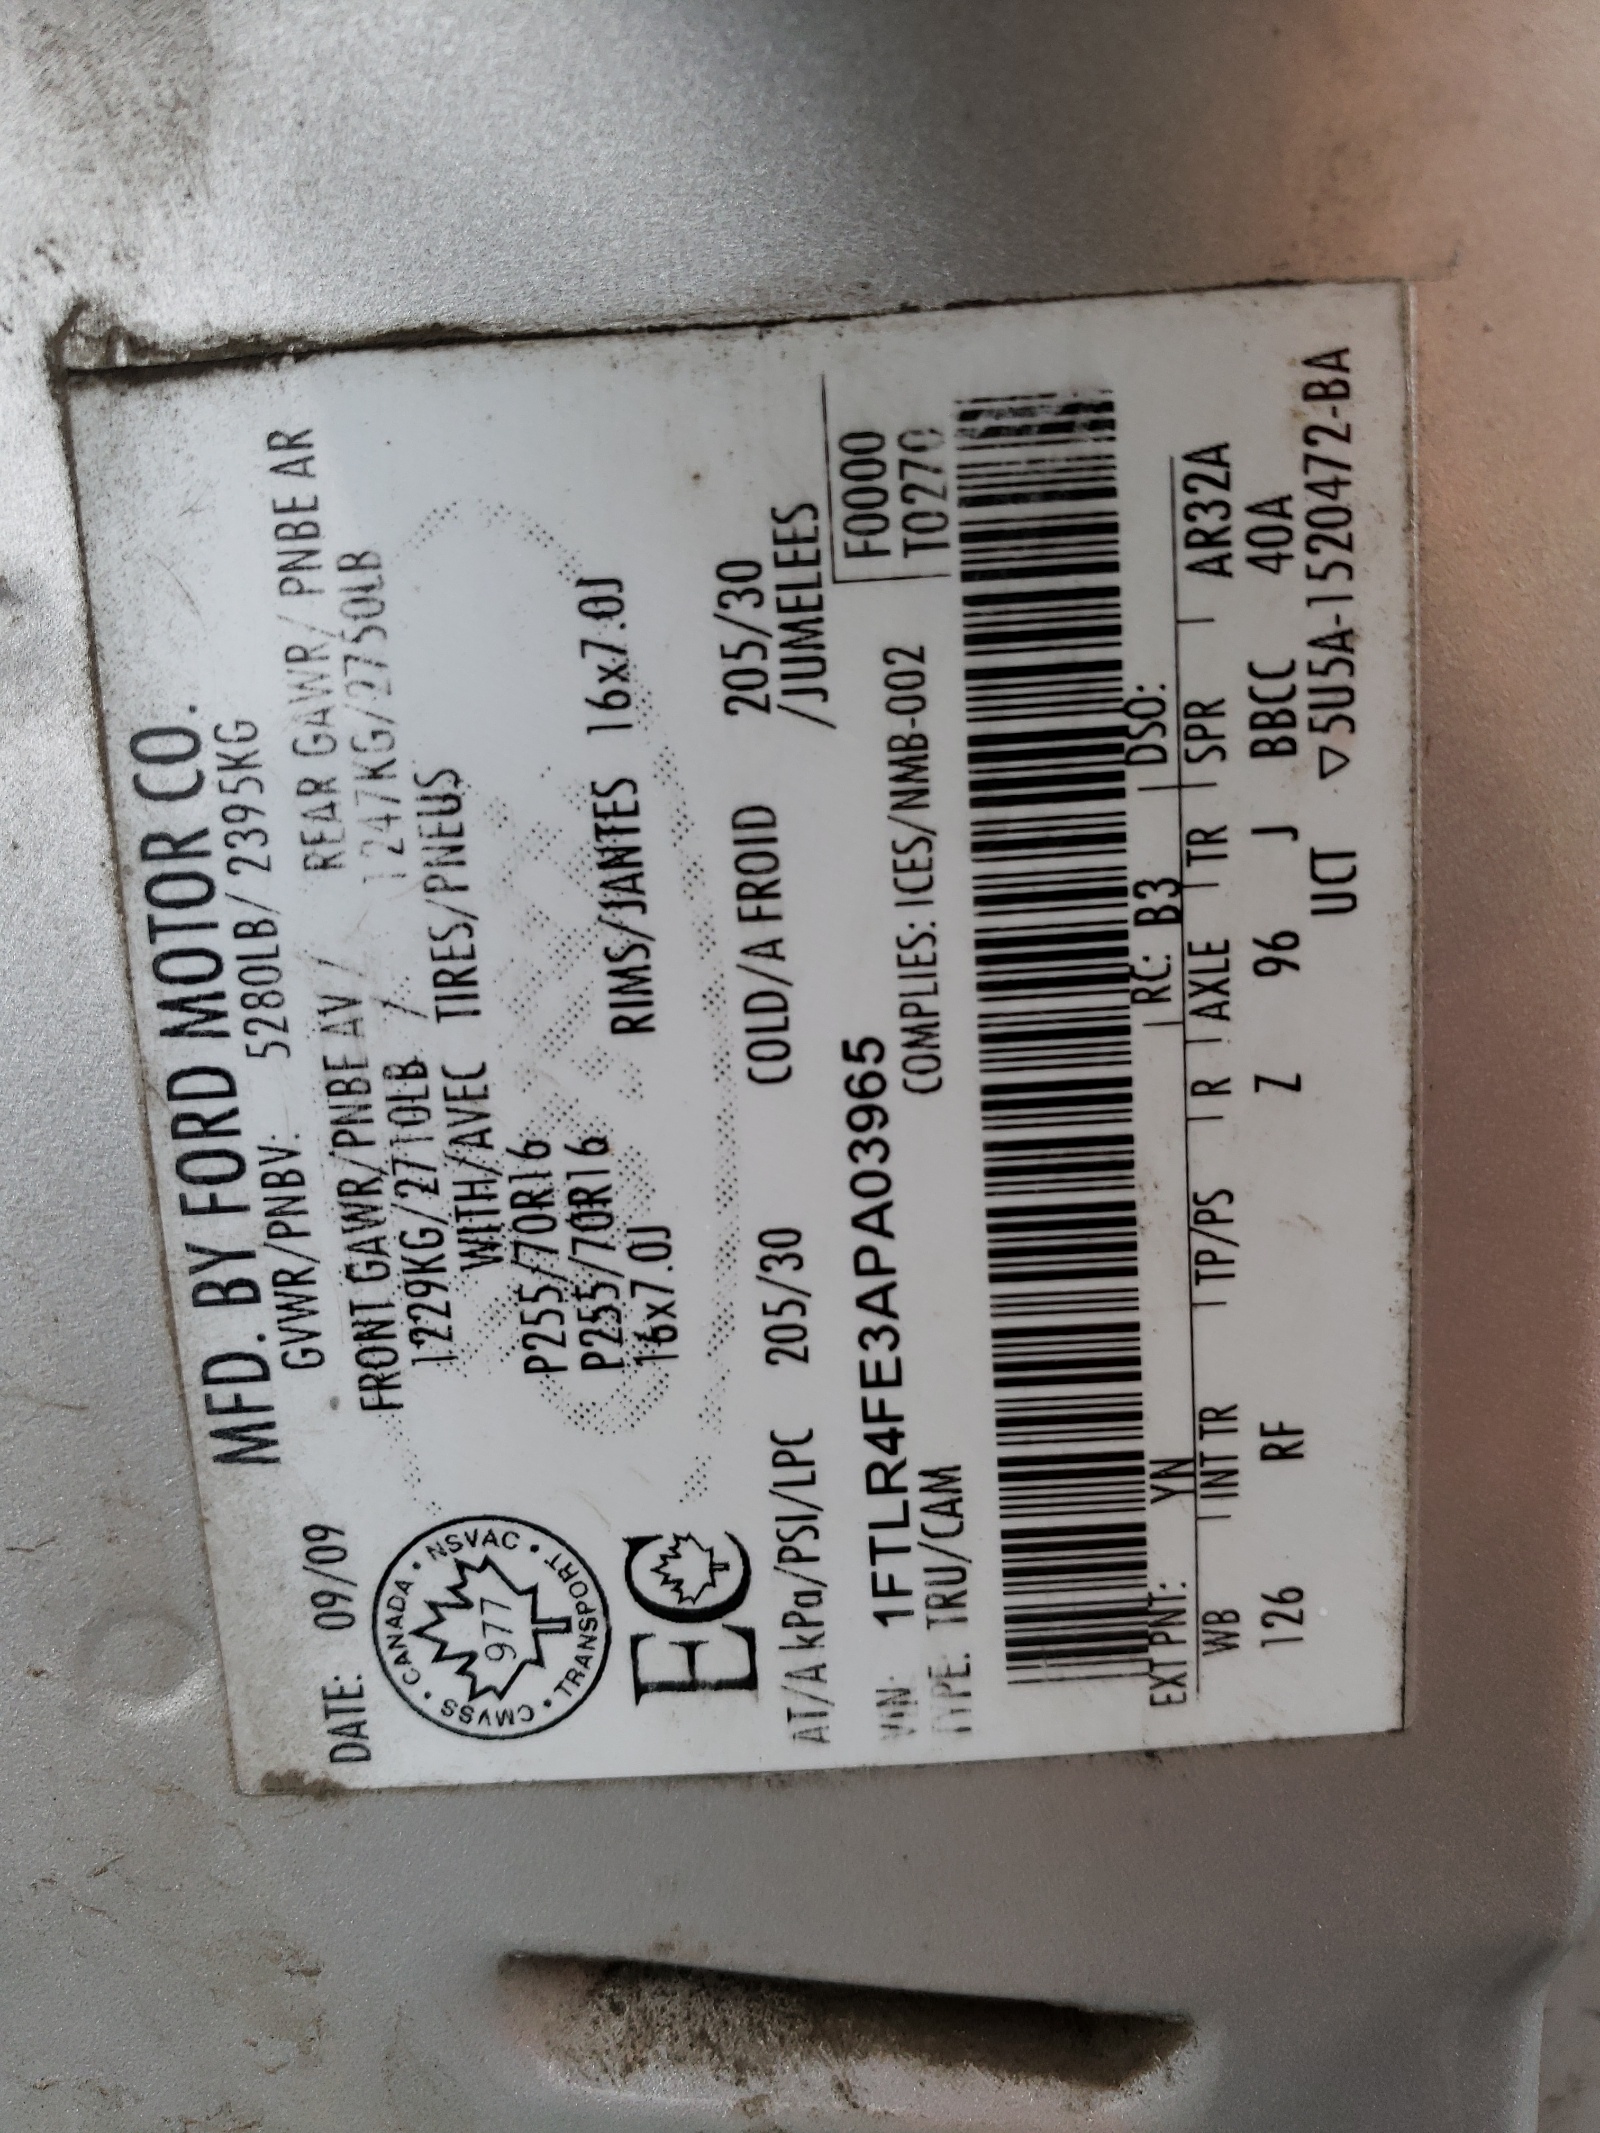 MFD. BY FORD MOTOR CO.
DATE: 09/09 GVWR/PNBV: 5280LB/ 2395KG
FRONT GAWR/PNBE AV / REAR GAWR/ PNBE AR
1229KG/2710LB / 1247KG/2750LB
WITH/AVEC TIRES/PNEUS
P255/70R16
P255/70R16 RIMS/JANTES 16x7.0J
16x7.0J
CANADA • NSVAC • TRANSPORT • CMVSS •
977
EC
AT/A kPa/PSI/LPC 205/30 COLD/A FROID 205/30
/JUMELEES
VIN: 1FTLR4FE3APA03965 F0000
TYPE: TRU/CAM COMPLIES: ICES/NMB-002 T0270
EXT PNT: YN RC: B3 DSO:
WB INT TR TP/PS R AXLE TR SPR AR32A
126 RF Z 96 J BBCC 40A
UCT ▽5U5A-1520472-BA